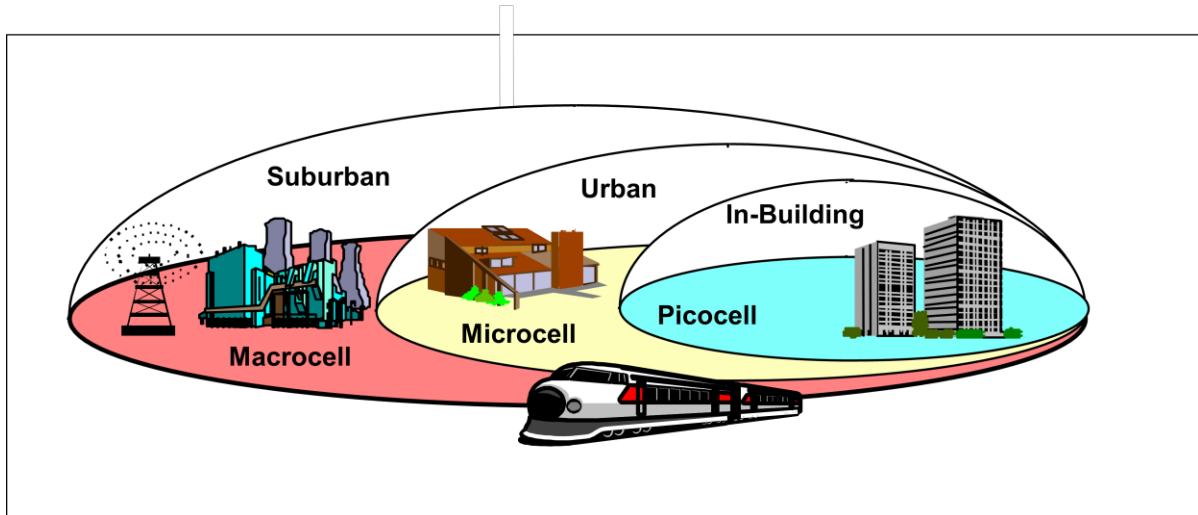 Suburban
Urban
In-Building
Macrocell
Microcell
Picocell